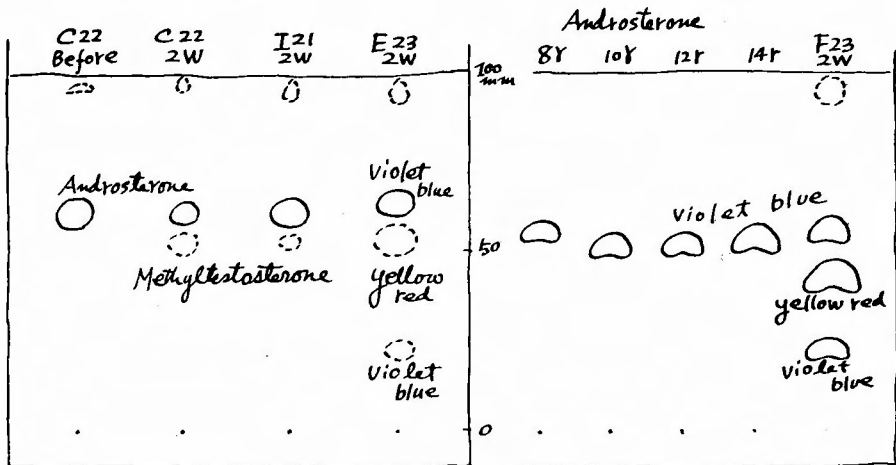 Androsterone
C22 C22 I21 E23
Before 2W 2W 2W
8γ 10γ 12γ 14γ F23
2W
100
mm
Androsterone
violet
blue
violet blue
50
Methyltestosterone
yellow
red
yellow red
violet
blue
violet
blue
0